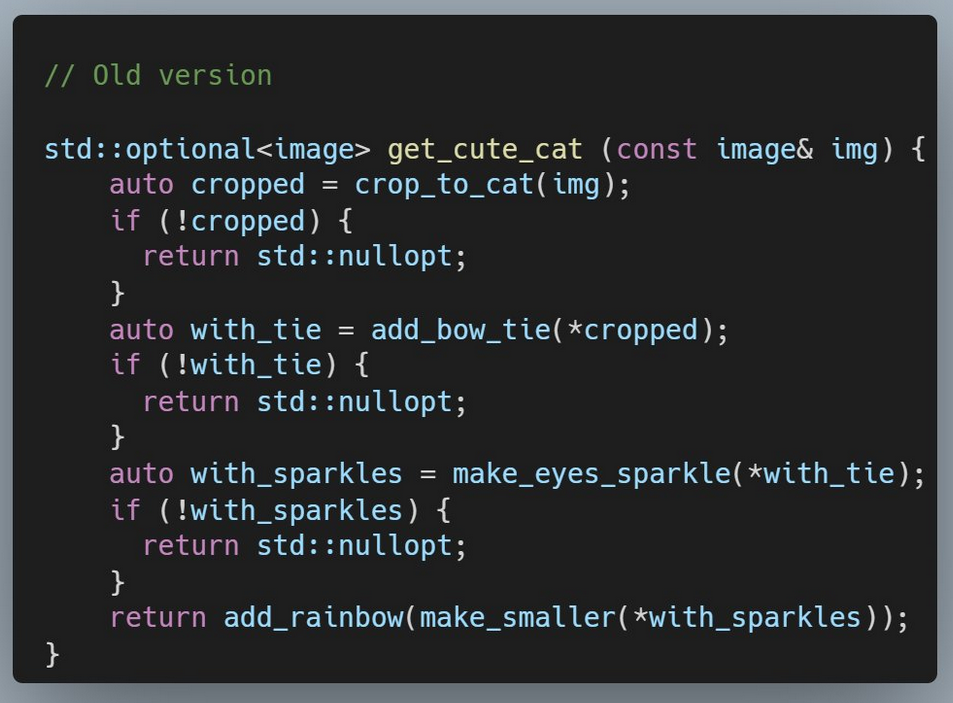 // Old version
std::optional<image> get_cute_cat (const image& img) {
    auto cropped = crop_to_cat(img);
    if (!cropped) {
      return std::nullopt;
    }
    auto with_tie = add_bow_tie(*cropped);
    if (!with_tie) {
      return std::nullopt;
    }
    auto with_sparkles = make_eyes_sparkle(*with_tie);
    if (!with_sparkles) {
      return std::nullopt;
    }
    return add_rainbow(make_smaller(*with_sparkles));
}